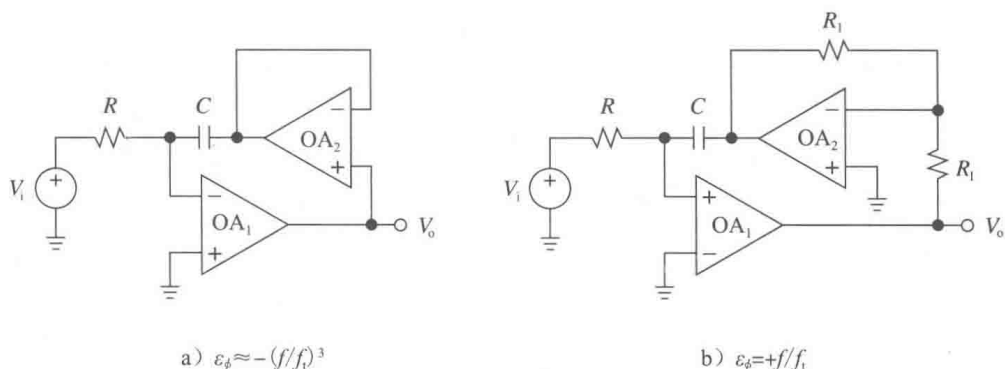 R₁
R
C
−
OA₂
+
Vᵢ
+
−
OA₁
+
Vₒ
R
C
−
OA₂
+
R₁
Vᵢ
+
+
OA₁
−
Vₒ
a) εϕ≈−(f/fₜ)³
b) εϕ=+f/fₜ